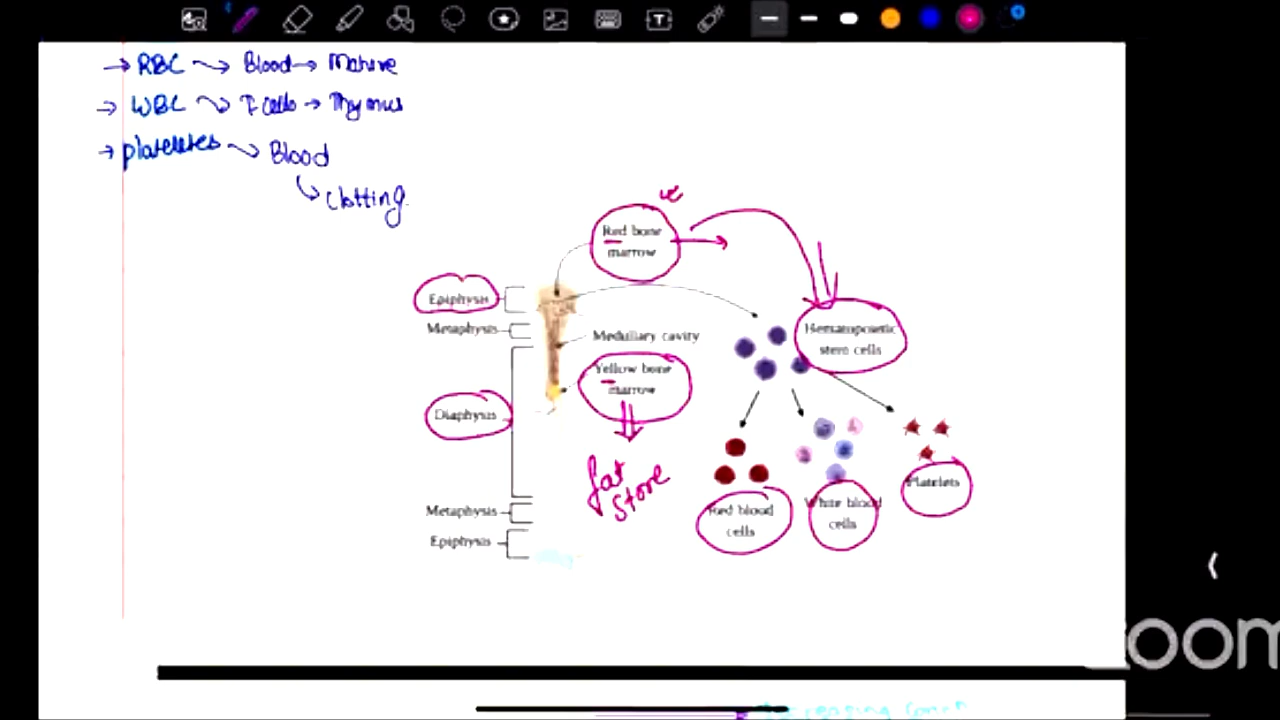 → RBC → Blood → Mature
→ WBC → T cells → Thymus
→ platelets → Blood
↳ Clotting
Red bone
marrow
Epiphysis
Metaphysis
Medullary cavity
Hematopoietic
stem cells
Yellow bone
marrow
Diaphysis
fat
store
Platelets
Red blood
cells
White blood
cells
Metaphysis
Epiphysis
zoom